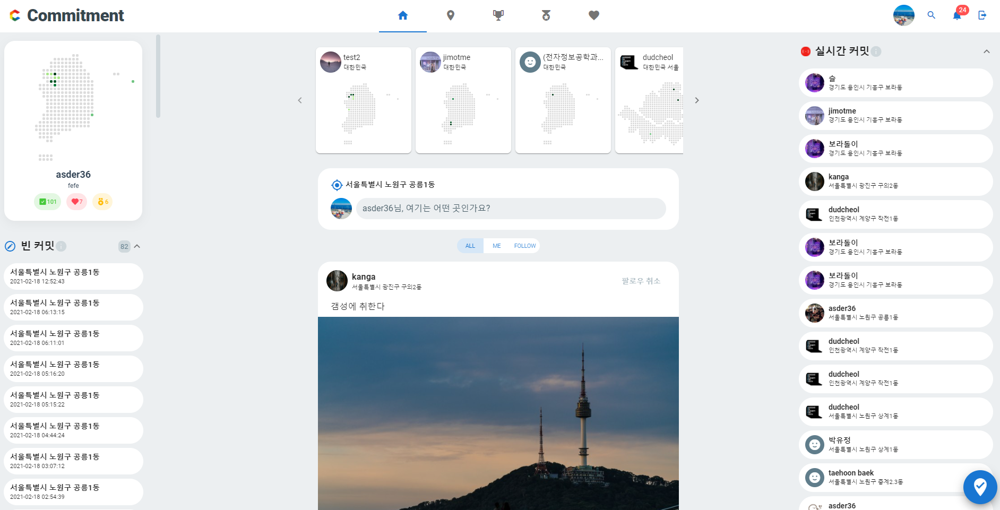 Commitment
24
asder36
fefe
101
7
6
빈 커밋
82
서울특별시 노원구 공릉1동
2021-02-18 12:52:43
서울특별시 노원구 공릉1동
2021-02-18 06:13:15
서울특별시 노원구 공릉1동
2021-02-18 06:11:01
서울특별시 노원구 공릉1동
2021-02-18 05:16:20
서울특별시 노원구 공릉1동
2021-02-18 05:15:22
서울특별시 노원구 공릉1동
2021-02-18 04:44:24
서울특별시 노원구 공릉1동
2021-02-18 03:07:12
서울특별시 노원구 공릉1동
2021-02-18 02:54:39
test2
대한민국
jimotme
대한민국
(전자정보공학과...
대한민국
dudcheol
대한민국 서울
서울특별시 노원구 공릉1동
asder36님, 여기는 어떤 곳인가요?
ALL ME FOLLOW
kanga
서울특별시 광진구 구의2동
팔로우 취소
갬성에 취한다
실시간 커밋
슬
경기도 용인시 기흥구 보라동
jimotme
경기도 용인시 기흥구 보라동
보라돌이
경기도 용인시 기흥구 보라동
kanga
서울특별시 광진구 구의2동
dudcheol
인천광역시 계양구 작전1동
보라돌이
경기도 용인시 기흥구 보라동
보라돌이
경기도 용인시 기흥구 보라동
asder36
서울특별시 노원구 공릉1동
dudcheol
인천광역시 계양구 작전1동
dudcheol
인천광역시 계양구 작전1동
dudcheol
서울특별시 노원구 상계1동
박유정
서울특별시 노원구 상계1동
taehoon baek
서울특별시 노원구 중계2.3동
asder36